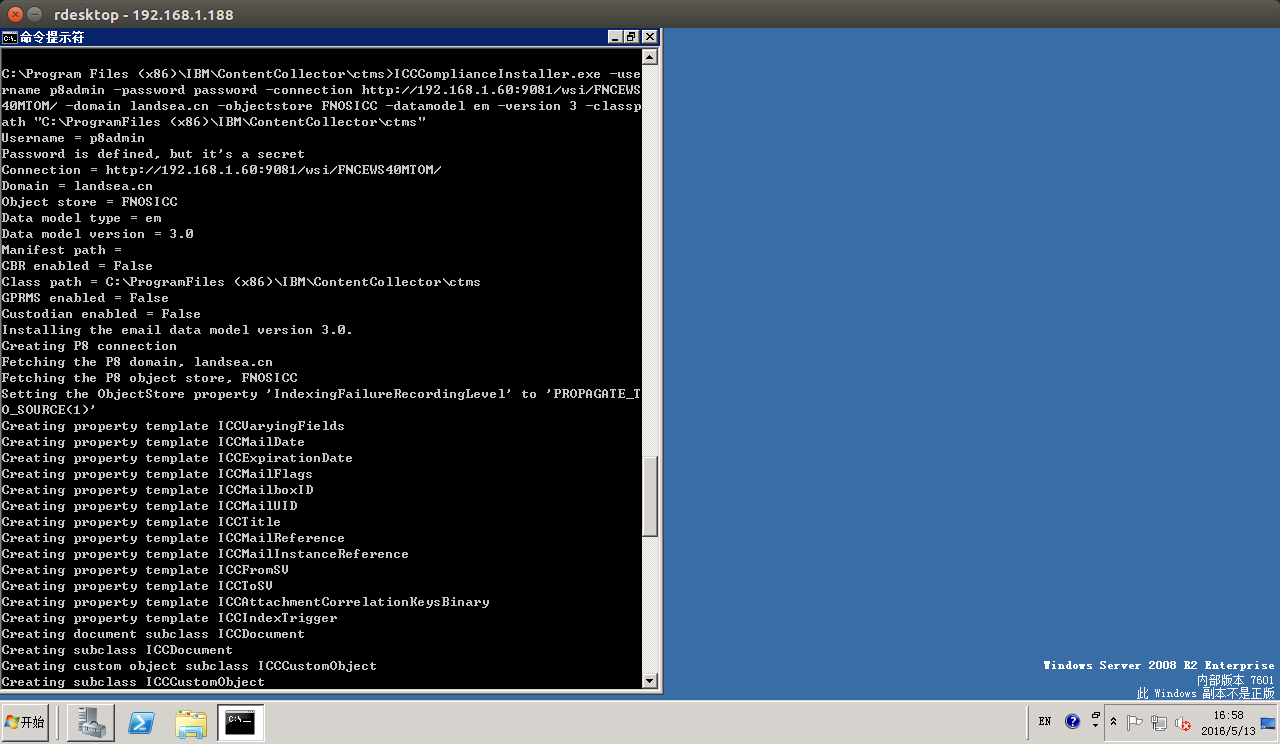 rdesktop - 192.168.1.188
命令提示符
C:\Program Files (x86)\IBM\ContentCollector\ctms>ICCComplianceInstaller.exe -use
rname p8admin -password password -connection http://192.168.1.60:9081/wsi/FNCEWS
40MTOM/ -domain landsea.cn -objectstore FNOSICC -datamodel em -version 3 -classp
ath "C:\ProgramFiles (x86)\IBM\ContentCollector\ctms"
Username = p8admin
Password is defined, but it's a secret
Connection = http://192.168.1.60:9081/wsi/FNCEWS40MTOM/
Domain = landsea.cn
Object store = FNOSICC
Data model type = em
Data model version = 3.0
Manifest path =
CBR enabled = False
Class path = C:\ProgramFiles (x86)\IBM\ContentCollector\ctms
GPRMS enabled = False
Custodian enabled = False
Installing the email data model version 3.0.
Creating P8 connection
Fetching the P8 domain, landsea.cn
Fetching the P8 object store, FNOSICC
Setting the ObjectStore property 'IndexingFailureRecordingLevel' to 'PROPAGATE_T
O_SOURCE(1)'
Creating property template ICCVaryingFields
Creating property template ICCMailDate
Creating property template ICCExpirationDate
Creating property template ICCMailFlags
Creating property template ICCMailboxID
Creating property template ICCMailUID
Creating property template ICCTitle
Creating property template ICCMailReference
Creating property template ICCMailInstanceReference
Creating property template ICCFromSV
Creating property template ICCToSV
Creating property template ICCAttachmentCorrelationKeysBinary
Creating property template ICCIndexTrigger
Creating document subclass ICCDocument
Creating subclass ICCDocument
Creating custom object subclass ICCCustomObject
Creating subclass ICCCustomObject
Windows Server 2008 R2 Enterprise
内部版本 7601
此 Windows 副本不是正版
开始
EN
16:58
2016/5/13